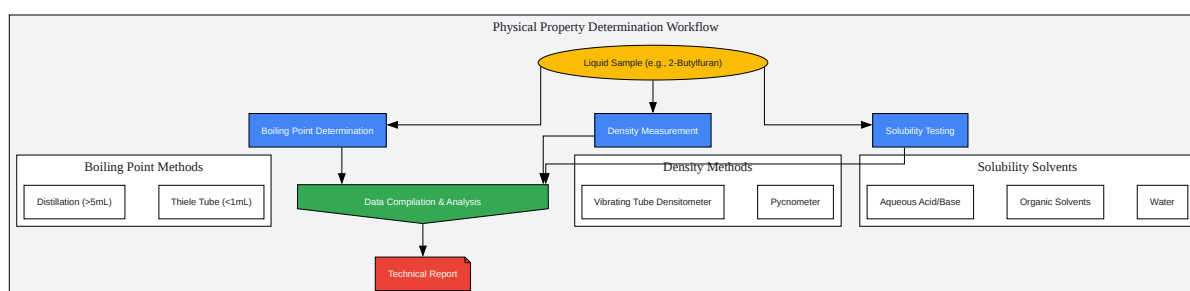 Physical Property Determination Workflow
Liquid Sample (e.g., 2-Butylfuran)
Boiling Point Determination
Density Measurement
Solubility Testing
Boiling Point Methods
Density Methods
Solubility Solvents
Distillation (>5mL)
Thiele Tube (<1mL)
Data Compilation & Analysis
Vibrating Tube Densitometer
Pycnometer
Aqueous Acid/Base
Organic Solvents
Water
Technical Report